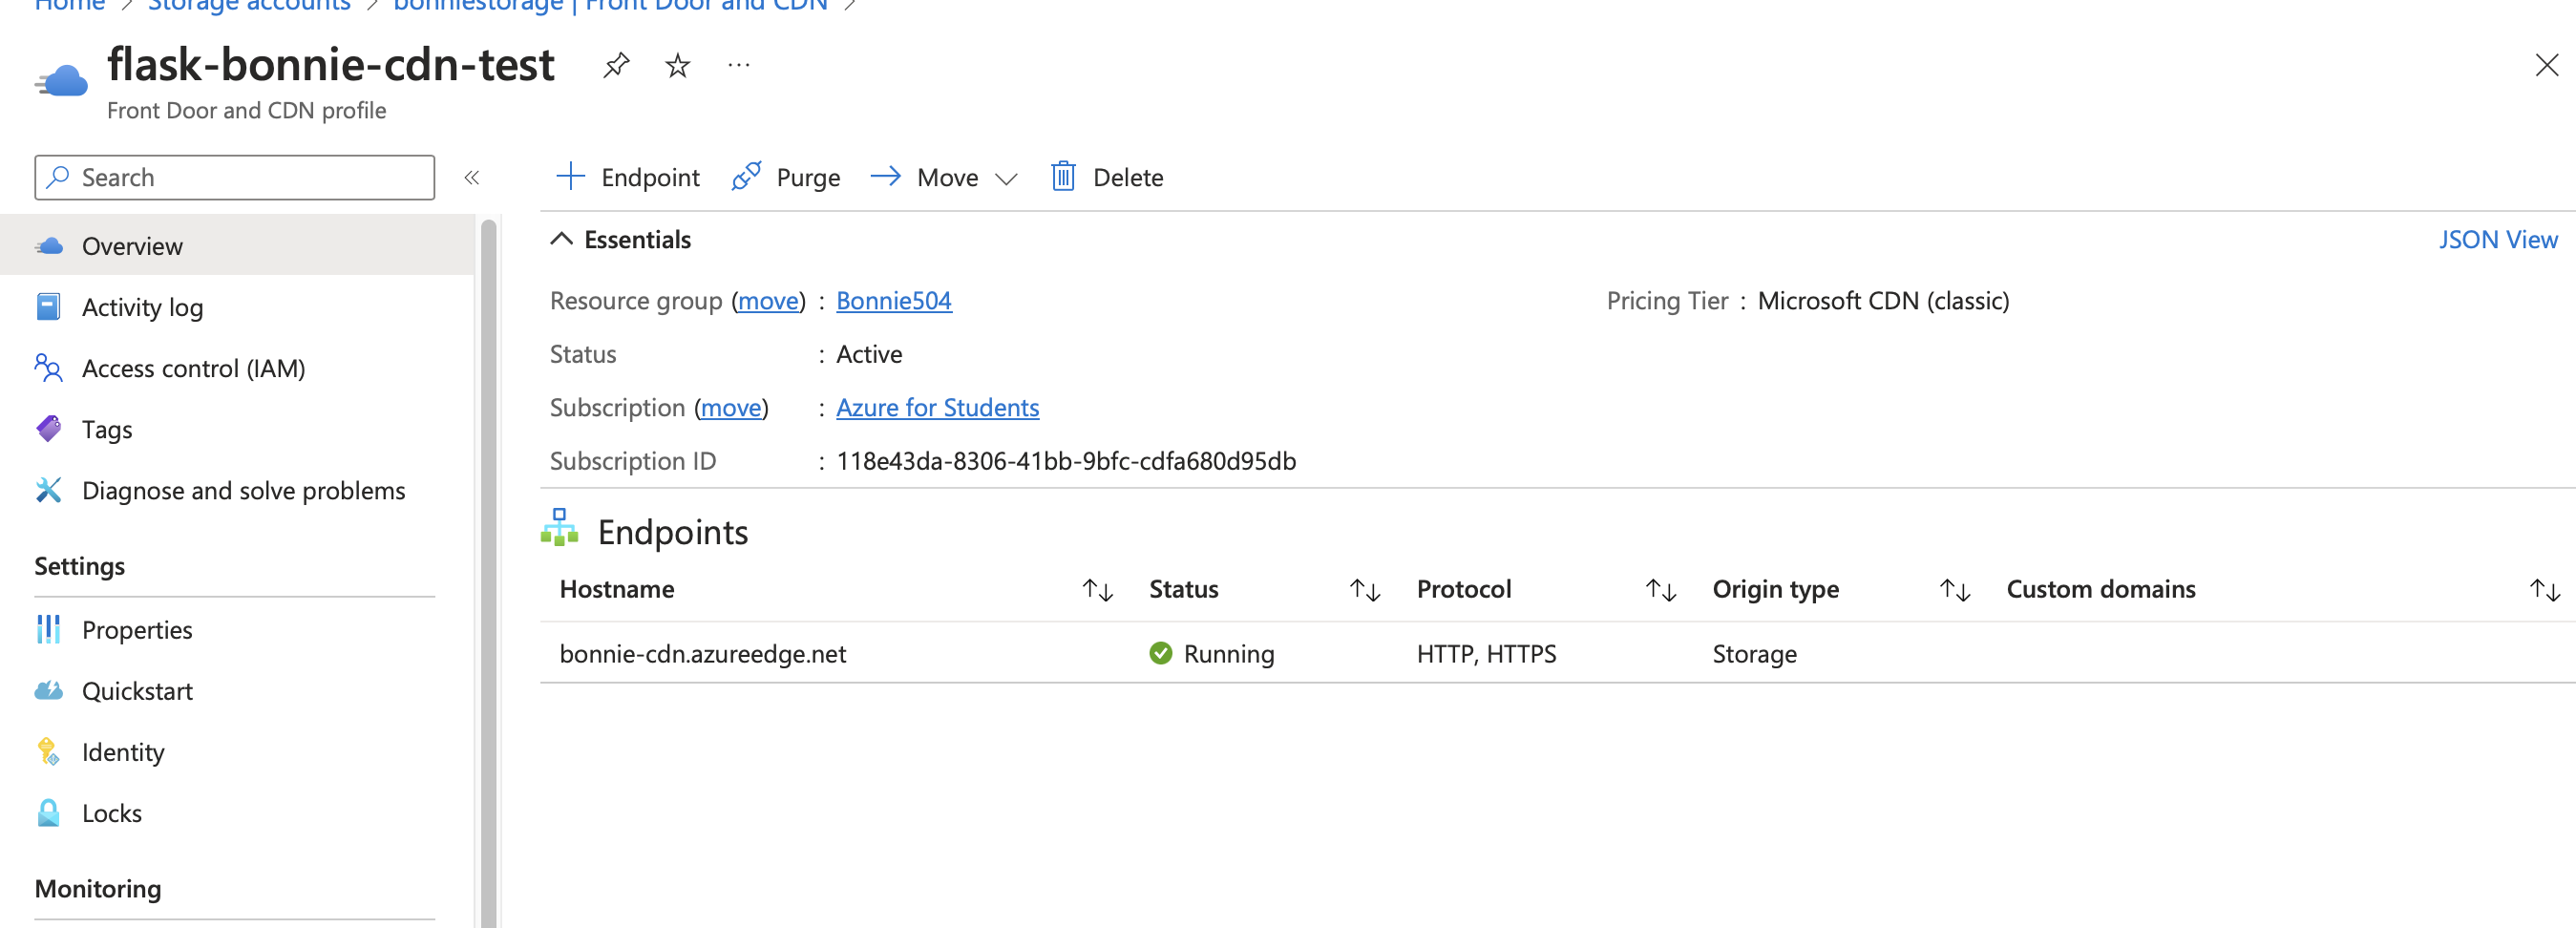 Home > Storage accounts > bonniestorage | Front Door and CDN >
flask-bonnie-cdn-test
Front Door and CDN profile
Search
Endpoint Purge Move Delete
Overview
Activity log
Access control (IAM)
Tags
Diagnose and solve problems
Settings
Properties
Quickstart
Identity
Locks
Monitoring
Essentials
JSON View
Resource group (move) : Bonnie504
Pricing Tier : Microsoft CDN (classic)
Status : Active
Subscription (move) : Azure for Students
Subscription ID : 118e43da-8306-41bb-9bfc-cdfa680d95db
Endpoints
Hostname Status Protocol Origin type Custom domains
bonnie-cdn.azureedge.net Running HTTP, HTTPS Storage